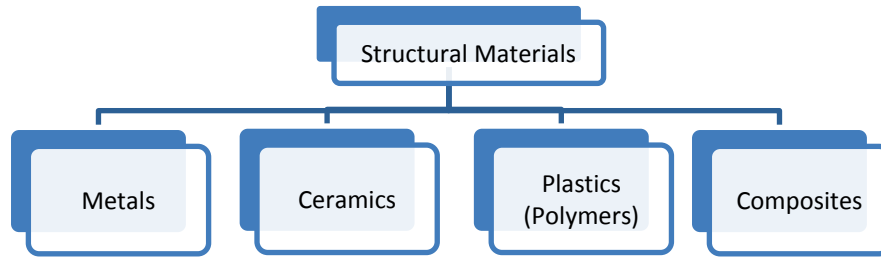 Structural Materials
Metals
Ceramics
Plastics
(Polymers)
Composites